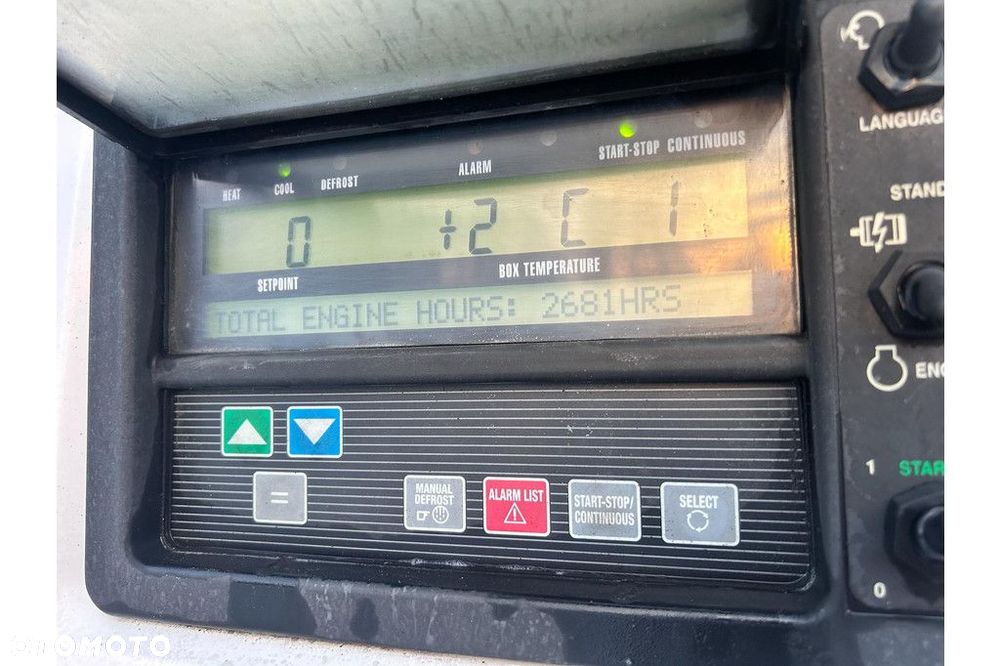 LANGUAG
START-STOP CONTINUOUS
ALARM
HEAT COOL DEFROST
STAND
0 +2 C 1
SETPOINT BOX TEMPERATURE
TOTAL ENGINE HOURS: 2681HRS
ENG
1 STAR
MANUAL
DEFROST
ALARM LIST
START-STOP/
CONTINUOUS
SELECT
=
0
OTOMOTO